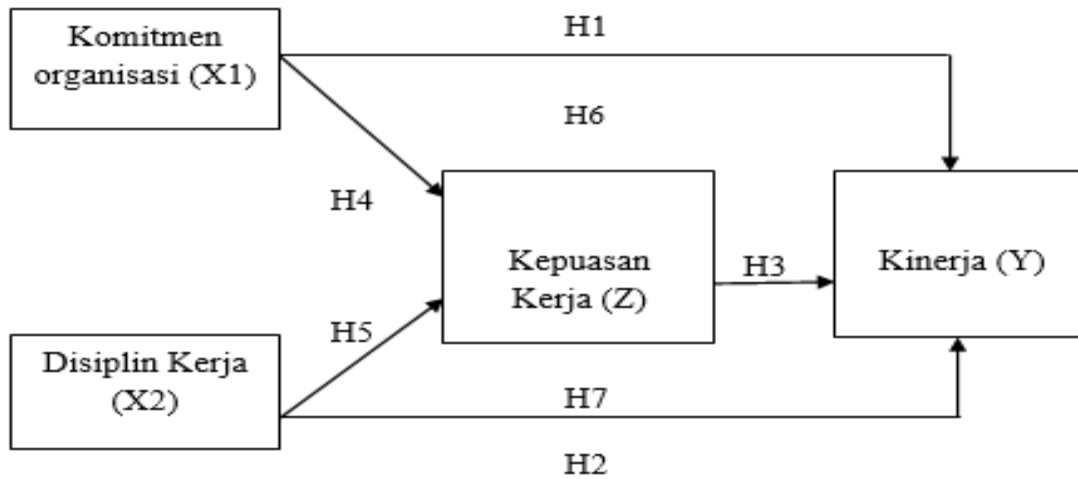 Komitmen
organisasi (X1)
H1
H6
H4
Kepuasan
Kerja (Z)
H3
Kinerja (Y)
H5
Disiplin Kerja
(X2)
H7
H2